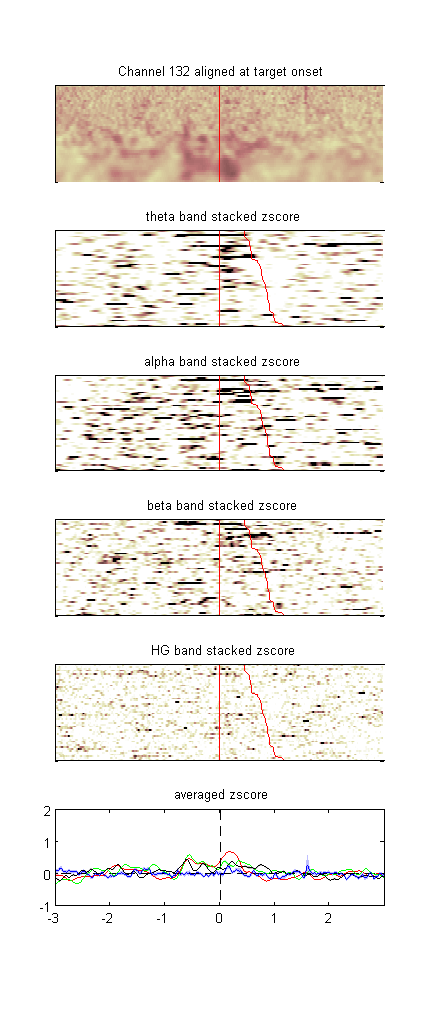 Channel 132 aligned at target onset
theta band stacked zscore
alpha band stacked zscore
beta band stacked zscore
HG band stacked zscore
averaged zscore
2
1
0
-1
-3 -2 -1 0 1 2